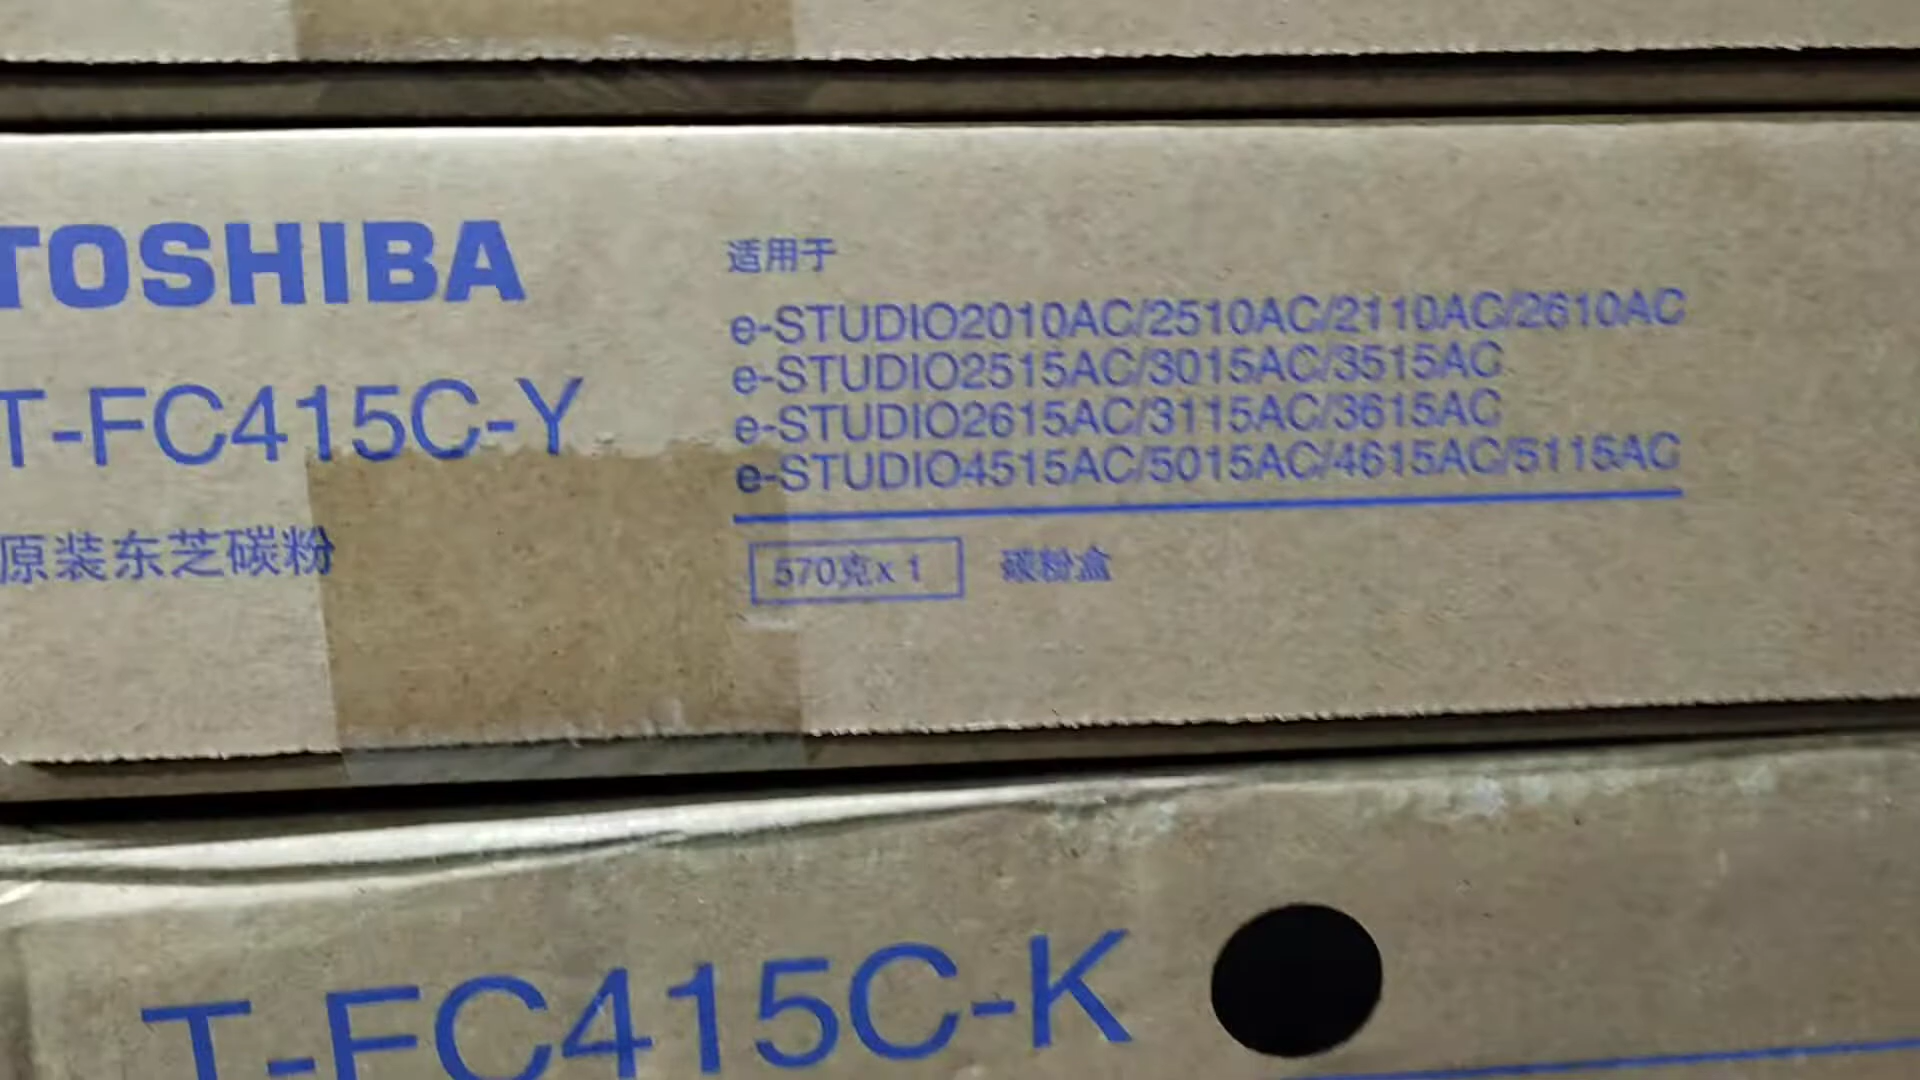 TOSHIBA
T-FC415C-Y
原装东芝碳粉
适用于
e-STUDIO2010AC/2510AC/2110AC/2610AC
e-STUDIO2515AC/3015AC/3515AC
e-STUDIO2615AC/3115AC/3615AC
e-STUDIO4515AC/5015AC/4615AC/5115AC
570克x1 碳粉盒
T-FC415C-K